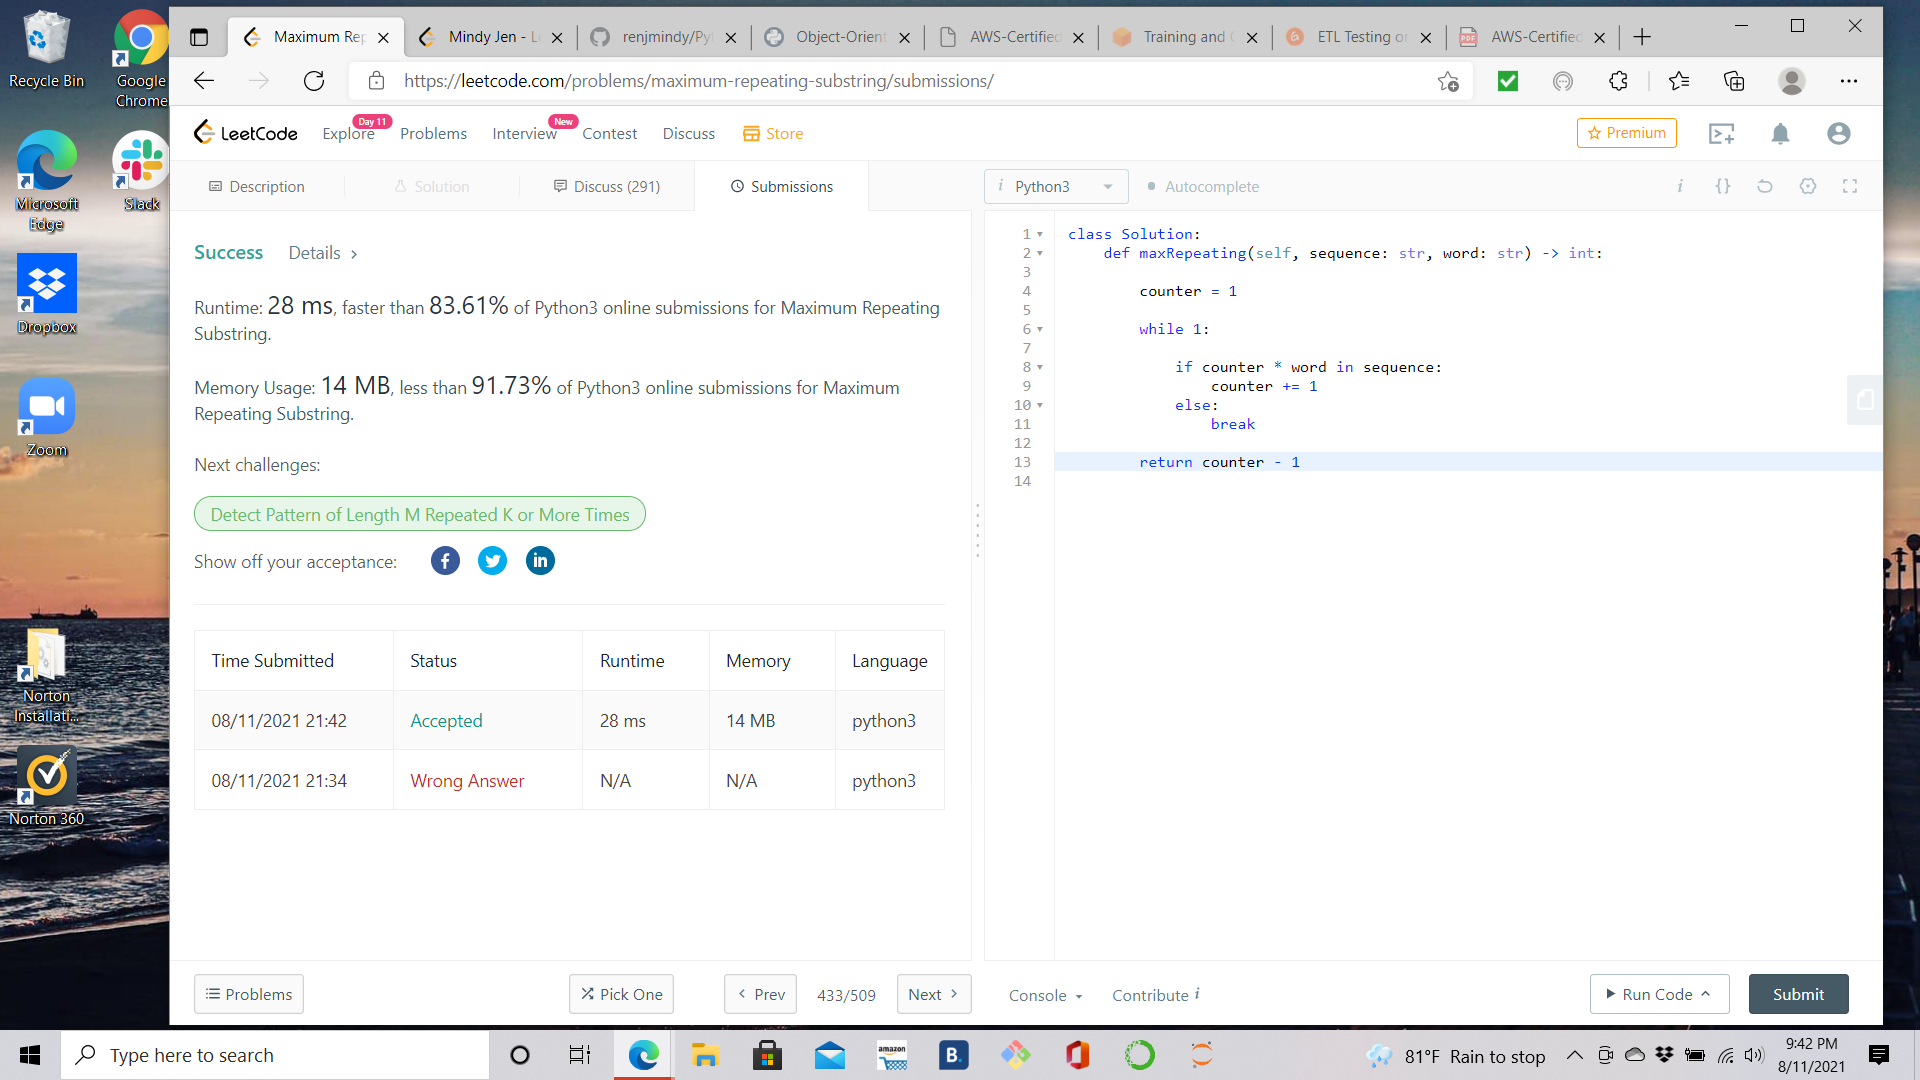 Recycle Bin
Google Chrome
Microsoft Edge
Slack
Dropbox
Zoom
Norton Installati...
Norton 360
Maximum Rep
Mindy Jen - L
renjmindy/Py
Object-Orient
AWS-Certified
Training and
ETL Testing o
AWS-Certified
https://leetcode.com/problems/maximum-repeating-substring/submissions/
LeetCode
Explore
Day 11
Problems
Interview
New
Contest
Discuss
Store
Premium
Description
Solution
Discuss (291)
Submissions
i Python3
Autocomplete
i {}
Success
Details >
Runtime: 28 ms, faster than 83.61% of Python3 online submissions for Maximum Repeating
Substring.
Memory Usage: 14 MB, less than 91.73% of Python3 online submissions for Maximum
Repeating Substring.
Next challenges:
Detect Pattern of Length M Repeated K or More Times
Show off your acceptance:
Time Submitted Status Runtime Memory Language
08/11/2021 21:42 Accepted 28 ms 14 MB python3
08/11/2021 21:34 Wrong Answer N/A N/A python3
1 class Solution:
2 def maxRepeating(self, sequence: str, word: str) -> int:
3
4 counter = 1
5
6 while 1:
7
8 if counter * word in sequence:
9 counter += 1
10 else:
11 break
12
13 return counter - 1
14
Problems
Pick One
< Prev
433/509
Next >
Console
Contribute i
Run Code
Submit
Type here to search
amazon
B.
81°F Rain to stop
9:42 PM
8/11/2021